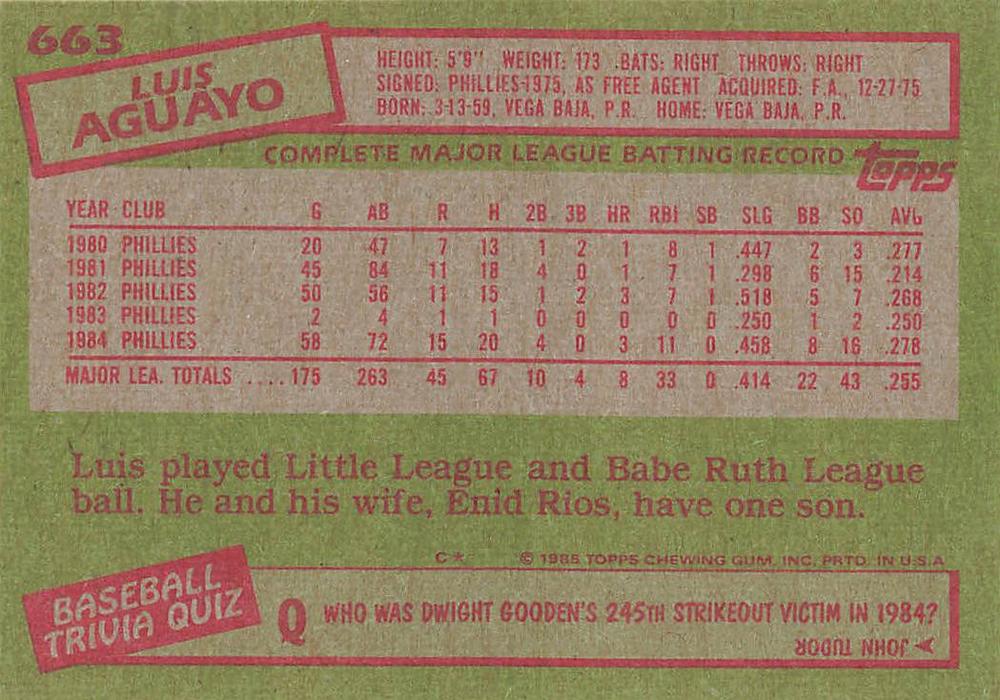 663
LUIS
AGUAYO
HEIGHT: 5'9" WEIGHT: 173 BATS: RIGHT THROWS: RIGHT
SIGNED: PHILLIES-1975, AS FREE AGENT ACQUIRED: F.A., 12-27-75
BORN: 3-13-59, VEGA BAJA, P.R. HOME: VEGA BAJA, P.R.
COMPLETE MAJOR LEAGUE BATTING RECORD
topps
YEAR CLUB G AB R H 2B 3B HR RBI SB SLG BB SO AVG
1980 PHILLIES 20 47 7 13 1 2 1 8 1 .447 2 3 .277
1981 PHILLIES 45 84 11 18 4 0 1 7 1 .298 6 15 .214
1982 PHILLIES 50 56 11 15 1 2 3 7 1 .518 5 7 .268
1983 PHILLIES 2 4 1 1 0 0 0 0 0 .250 1 2 .250
1984 PHILLIES 58 72 15 20 4 0 3 11 0 .458 8 16 .278
MAJOR LEA. TOTALS .... 175 263 45 67 10 4 8 33 0 .414 22 43 .255
Luis played Little League and Babe Ruth League
ball. He and his wife, Enid Rios, have one son.
C* © 1985 TOPPS CHEWING GUM, INC. PRTD. IN U.S.A
BASEBALL
TRIVIA QUIZ
Q WHO WAS DWIGHT GOODEN'S 245TH STRIKEOUT VICTIM IN 1984?
JOHN TUDOR